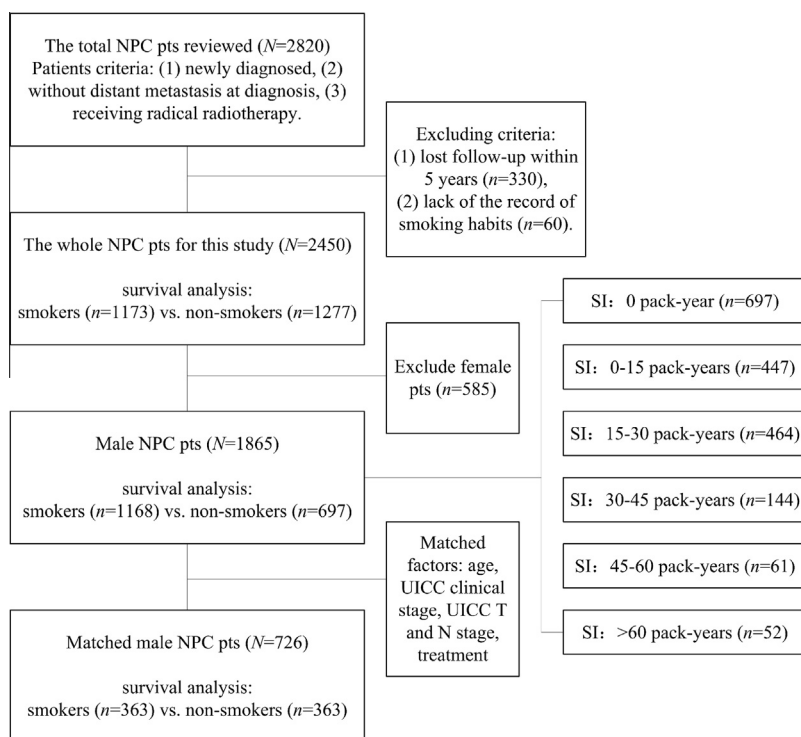 The total NPC pts reviewed (N=2820)
Patients criteria: (1) newly diagnosed, (2)
without distant metastasis at diagnosis, (3)
receiving radical radiotherapy.
Excluding criteria:
(1) lost follow-up within
5 years (n=330),
(2) lack of the record of
smoking habits (n=60).
The whole NPC pts for this study (N=2450)
survival analysis:
smokers (n=1173) vs. non-smokers (n=1277)
Exclude female
pts (n=585)
Male NPC pts (N=1865)
survival analysis:
smokers (n=1168) vs. non-smokers (n=697)
SI: 0 pack-year (n=697)
SI: 0-15 pack-years (n=447)
SI: 15-30 pack-years (n=464)
SI: 30-45 pack-years (n=144)
SI: 45-60 pack-years (n=61)
SI: >60 pack-years (n=52)
Matched
factors: age,
UICC clinical
stage, UICC T
and N stage,
treatment
Matched male NPC pts (N=726)
survival analysis:
smokers (n=363) vs. non-smokers (n=363)